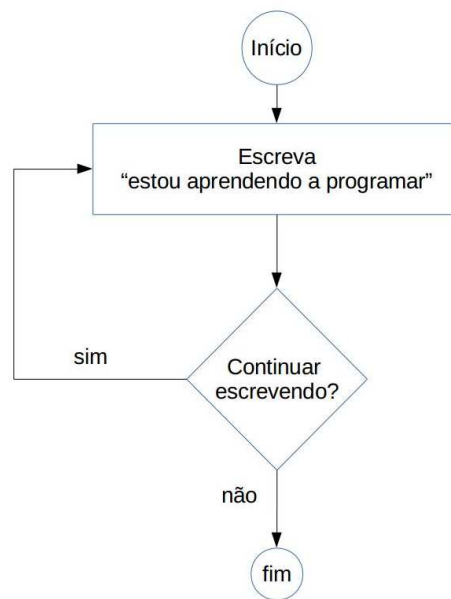 Início
Escreva
“estou aprendendo a programar”
sim
Continuar
escrevendo?
não
fim